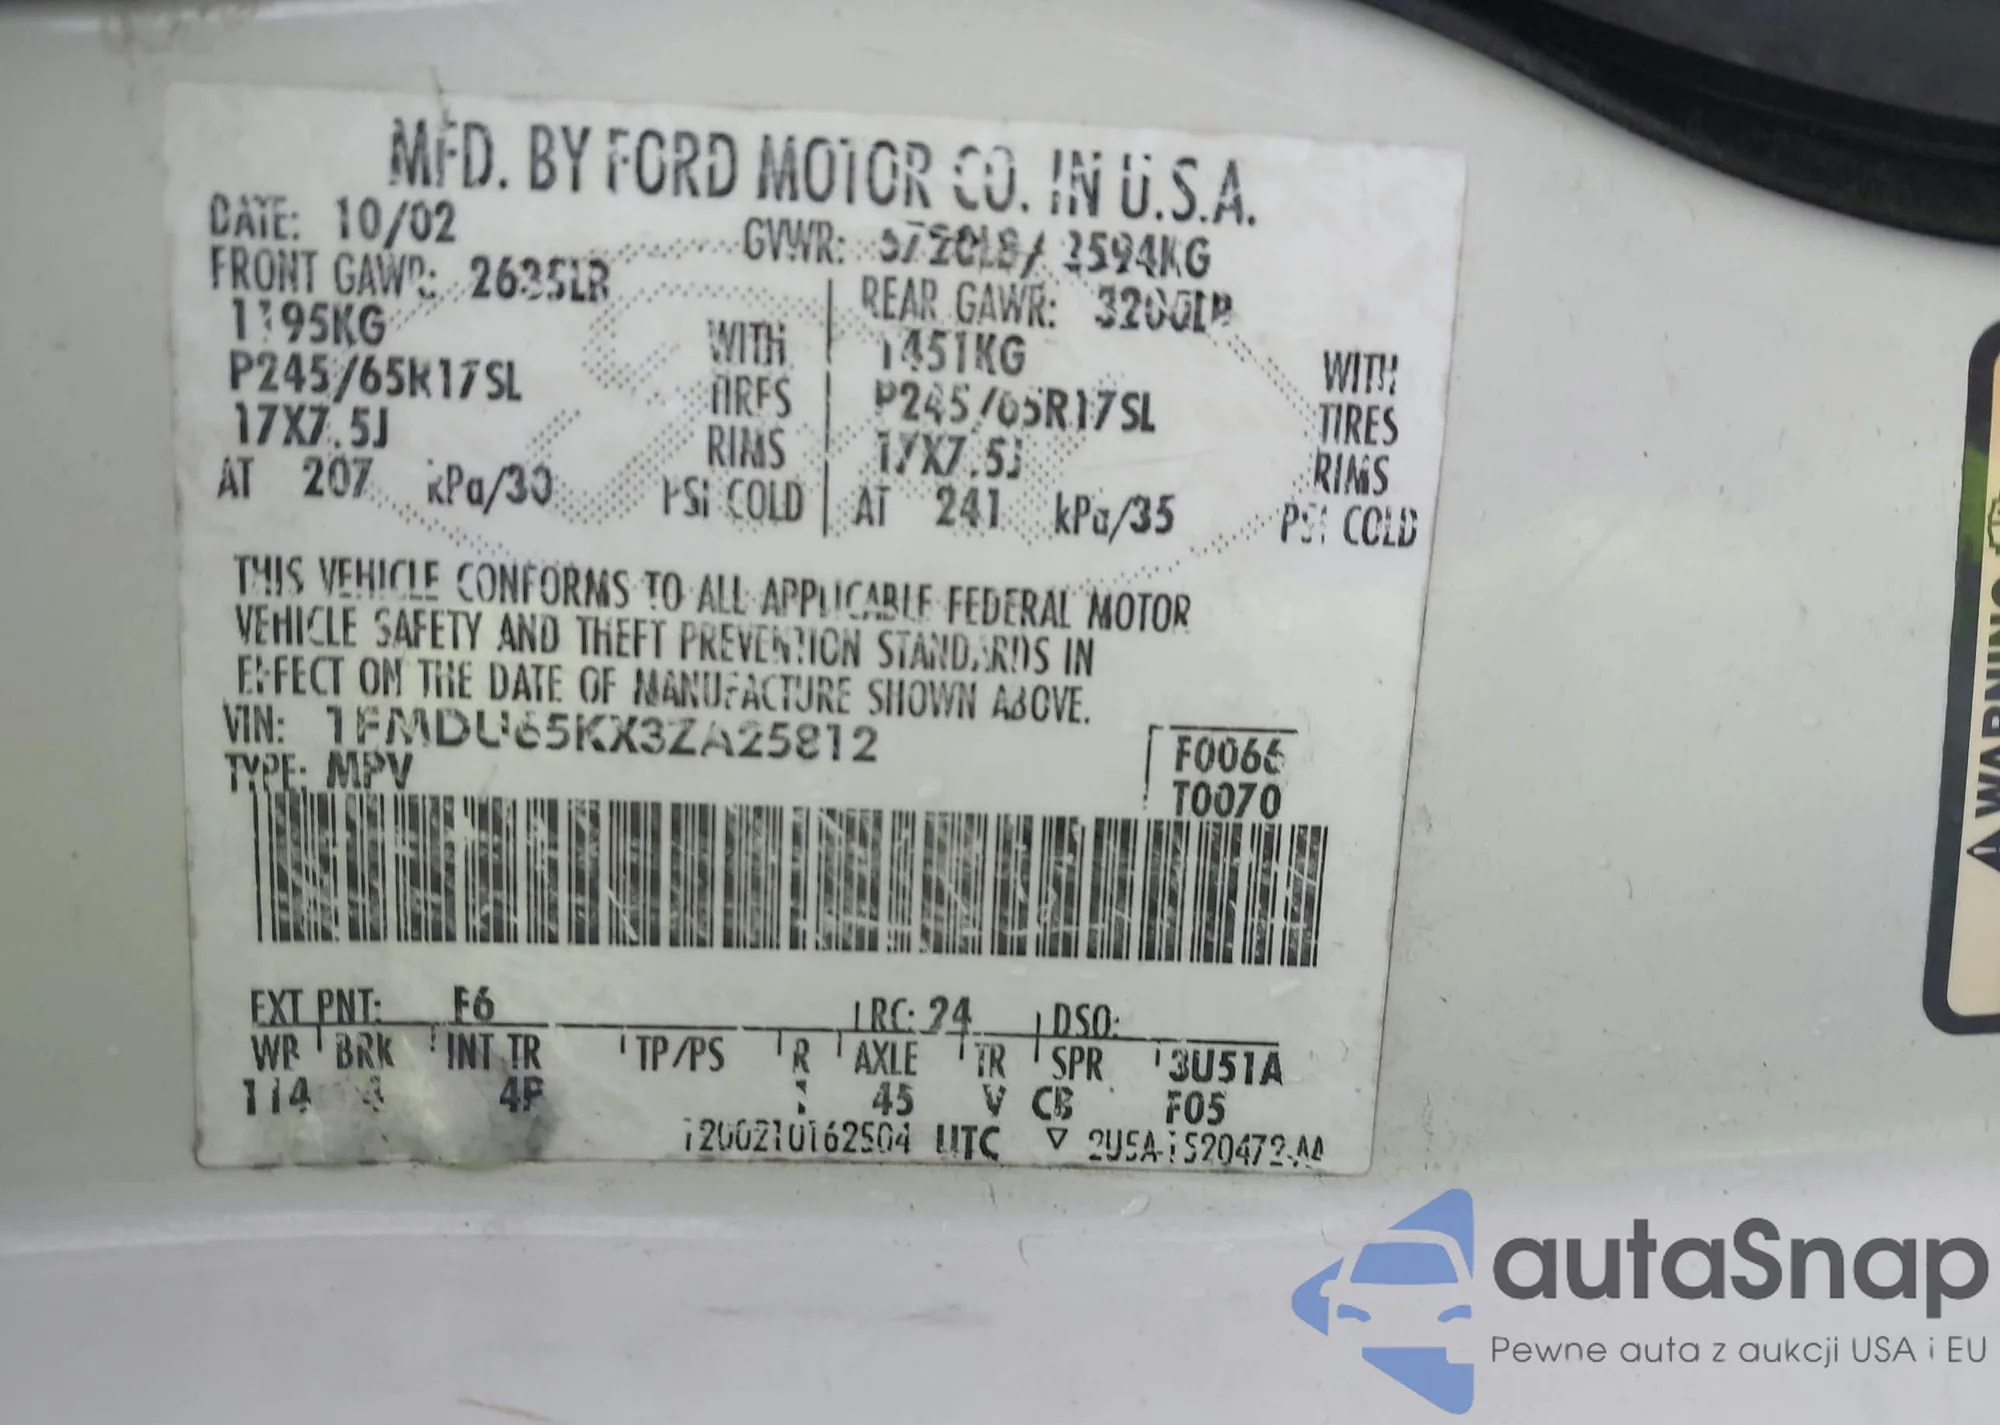 MFD. BY FORD MOTOR CO. IN U.S.A.
DATE: 10/02 GVWR: 5720LB/ 2594KG
FRONT GAWR: 2635LB REAR GAWR: 3200LB
1195KG WITH 1451KG WITH
P245/65R17SL TIRES P245/65R17SL TIRES
17X7.5J RIMS 17X7.5J RIMS
AT 207 kPa/30 PSI COLD AT 241 kPa/35 PSI COLD
THIS VEHICLE CONFORMS TO ALL APPLICABLE FEDERAL MOTOR
VEHICLE SAFETY AND THEFT PREVENTION STANDARDS IN
EFFECT ON THE DATE OF MANUFACTURE SHOWN ABOVE.
VIN: 1FMDU65KX3ZA25812
TYPE: MPV
F0066
T0070
EXT PNT: F6 RC: 24 DSO:
WB BRK INT TR TP/PS R AXLE TR SPR 3U51A
114 4P 45 V CB F05
1200210162504 UTC ▽ 2U5A-1520472-AA
WARNING
autaSnap
Pewne auta z aukcji USA i EU